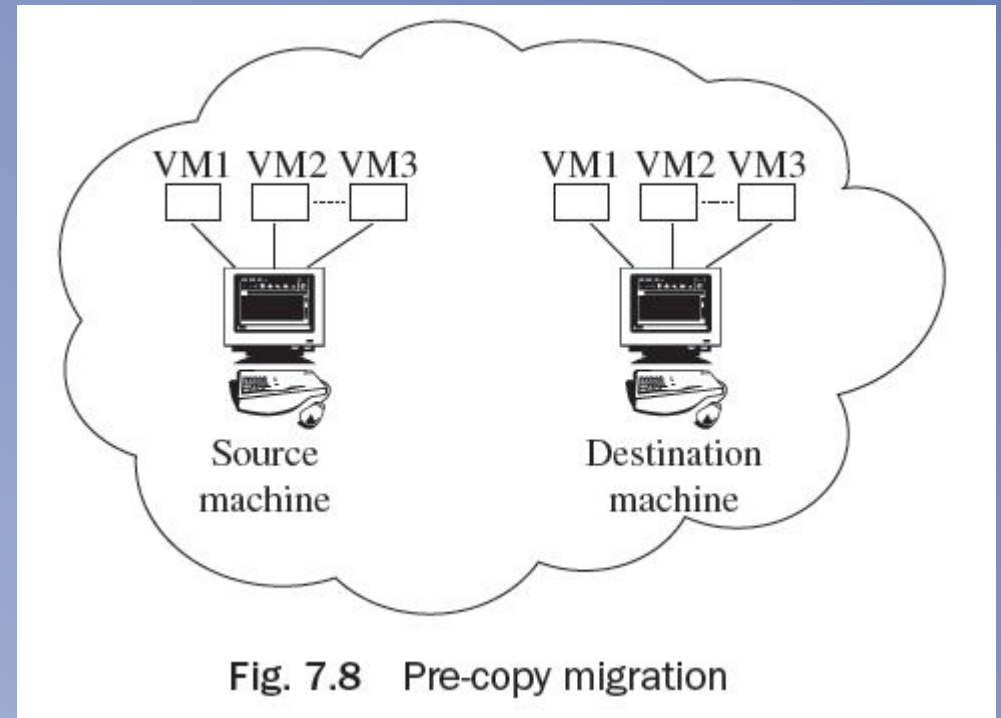 VM1 VM2 VM3 VM1 VM2 VM3
Source
machine
Destination
machine
Fig. 7.8 Pre-copy migration